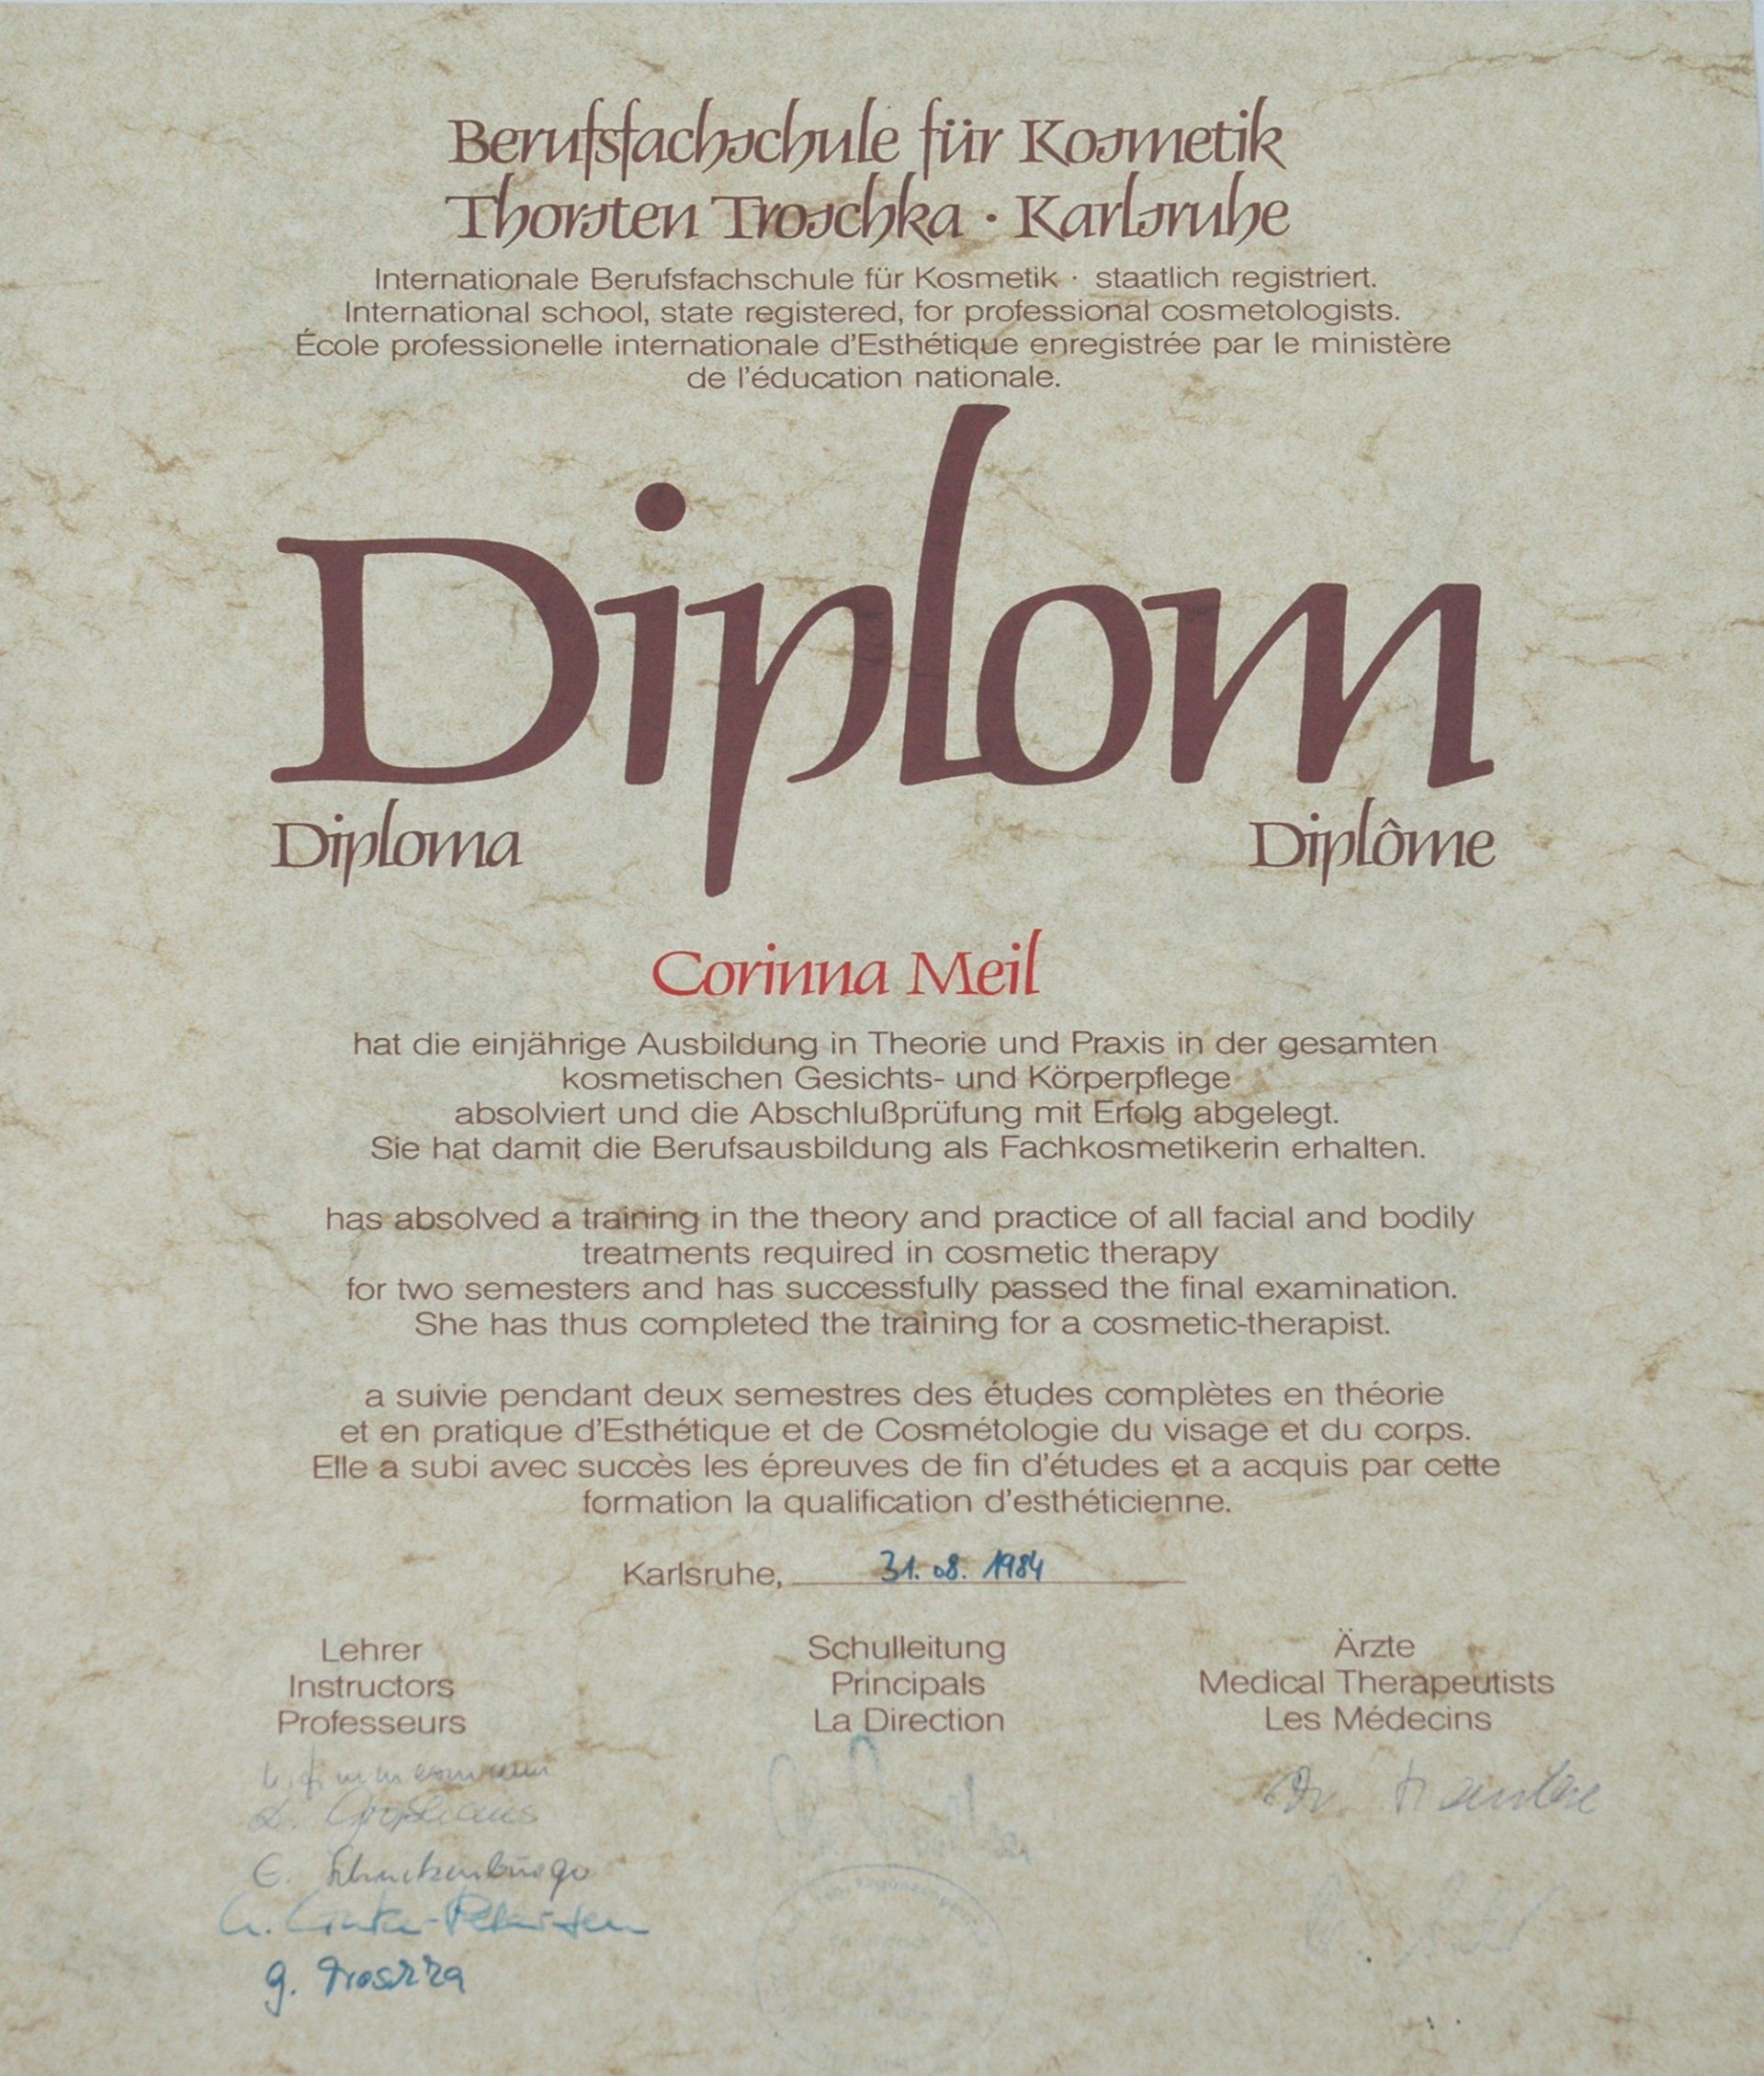 Berufsfachschule für Kosmetik
Thorsten Troschka · Karlsruhe
Internationale Berufsfachschule für Kosmetik · staatlich registriert.
International school, state registered, for professional cosmetologists.
École professionelle internationale d'Esthétique enregistrée par le ministère
de l'éducation nationale.
Diplom
Diploma Diplôme
Corinna Meil
hat die einjährige Ausbildung in Theorie und Praxis in der gesamten
kosmetischen Gesichts- und Körperpflege
absolviert und die Abschlußprüfung mit Erfolg abgelegt.
Sie hat damit die Berufsausbildung als Fachkosmetikerin erhalten.
has absolved a training in the theory and practice of all facial and bodily
treatments required in cosmetic therapy
for two semesters and has successfully passed the final examination.
She has thus completed the training for a cosmetic-therapist.
a suivie pendant deux semestres des études complètes en théorie
et en pratique d'Esthétique et de Cosmétologie du visage et du corps.
Elle a subi avec succès les épreuves de fin d'études et a acquis par cette
formation la qualification d'esthéticienne.
Karlsruhe, 31.08.1984
Lehrer Schulleitung Ärzte
Instructors Principals Medical Therapeutists
Professeurs La Direction Les Médecins
Dr.
E.
g. Troschka